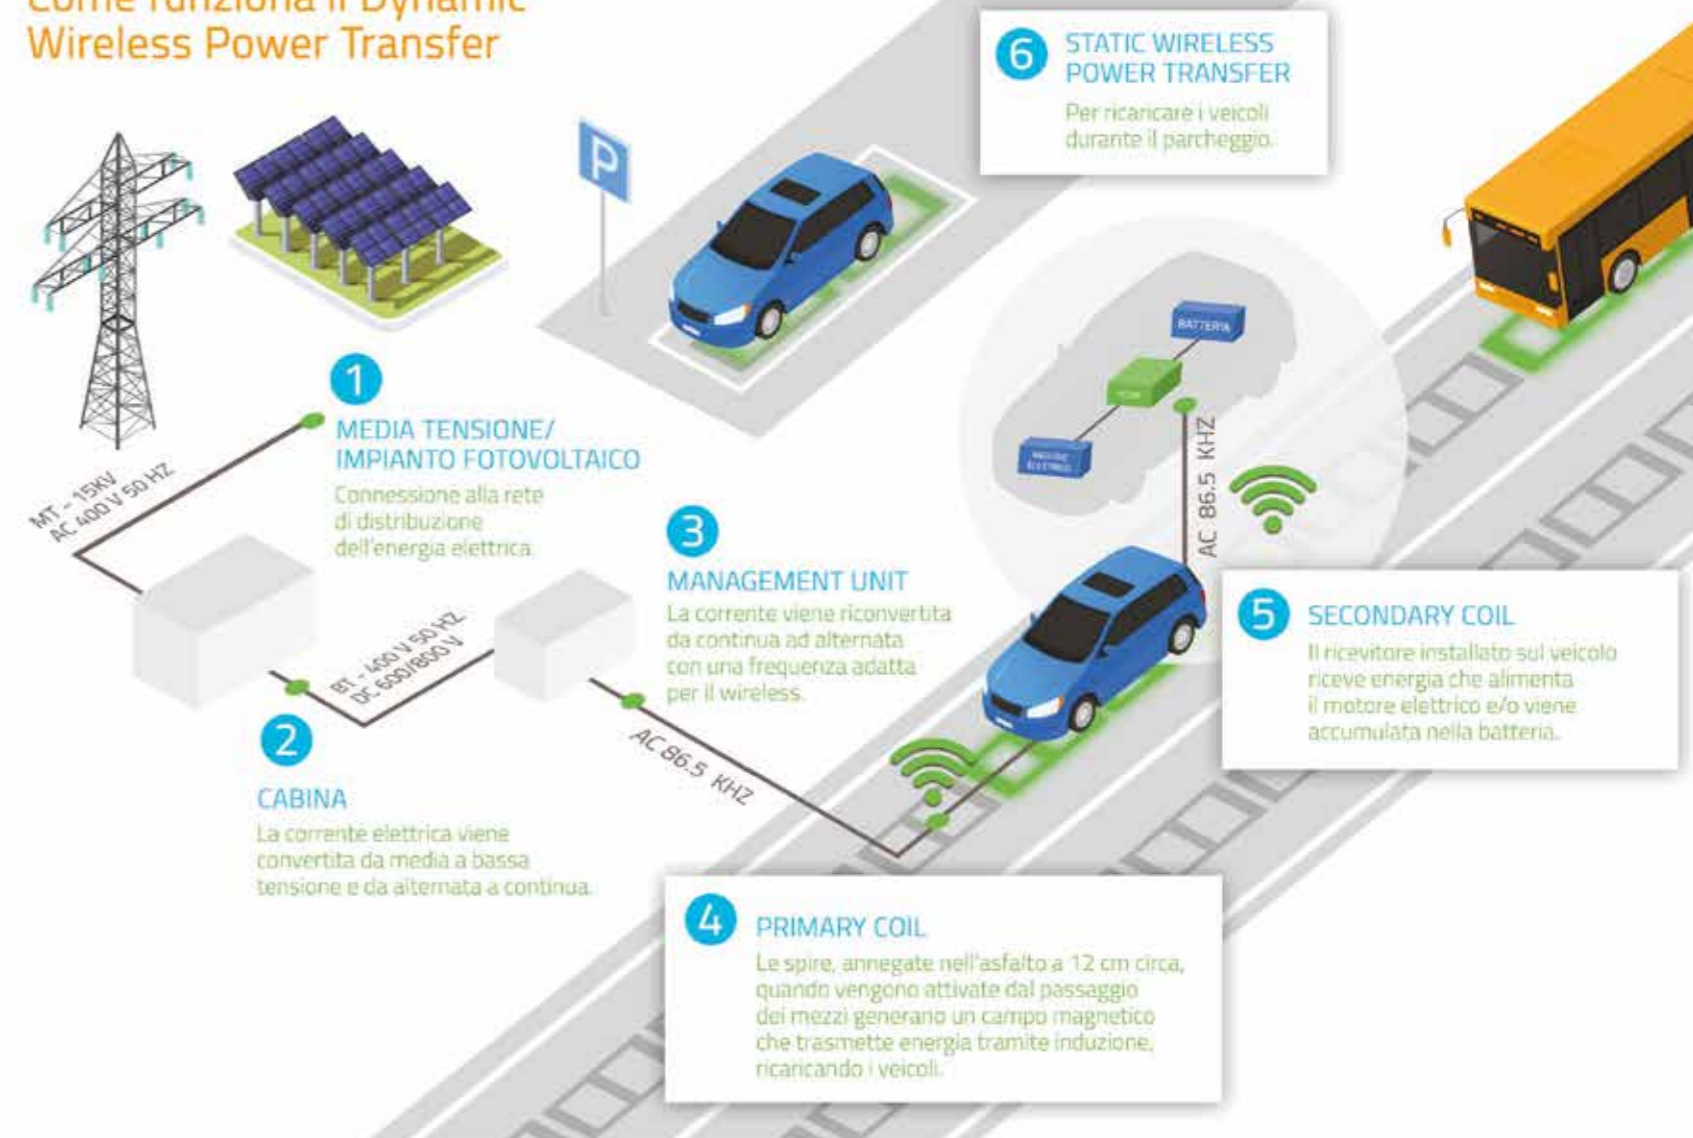 Come funziona il Dynamic
Wireless Power Transfer
6
STATIC WIRELESS
POWER TRANSFER
Per ricaricare i veicoli
durante il parcheggio.
P
BATTERIA
MOTORE
ELETTRICO
1
MEDIA TENSIONE/
IMPIANTO FOTOVOLTAICO
Connessione alla rete
di distribuzione
dell'energia elettrica.
MT - 15KV
AC 400 V 50 HZ
3
MANAGEMENT UNIT
La corrente viene riconvertita
da continua ad alternata
con una frequenza adatta
per il wireless.
BT - 400 V 50 HZ
DC 600/800 V
AC 86.5 KHZ
AC 86.5 KHZ
5
SECONDARY COIL
Il ricevitore installato sul veicolo
riceve energia che alimenta
il motore elettrico e/o viene
accumulata nella batteria.
2
CABINA
La corrente elettrica viene
convertita da media a bassa
tensione e da alternata a continua.
4
PRIMARY COIL
Le spire, annegate nell'asfalto a 12 cm circa,
quando vengono attivate dal passaggio
dei mezzi generano un campo magnetico
che trasmette energia tramite induzione,
ricaricando i veicoli.